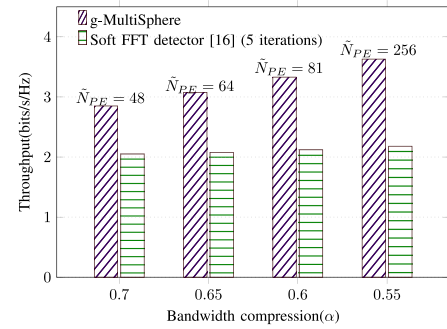 g-MultiSphere
Soft FFT detector [16] (5 iterations)
Ñ_PE = 48
Ñ_PE = 64
Ñ_PE = 81
Ñ_PE = 256
4
3
2
1
0
Throughput(bits/s/Hz)
0.7 0.65 0.6 0.55
Bandwidth compression(α)